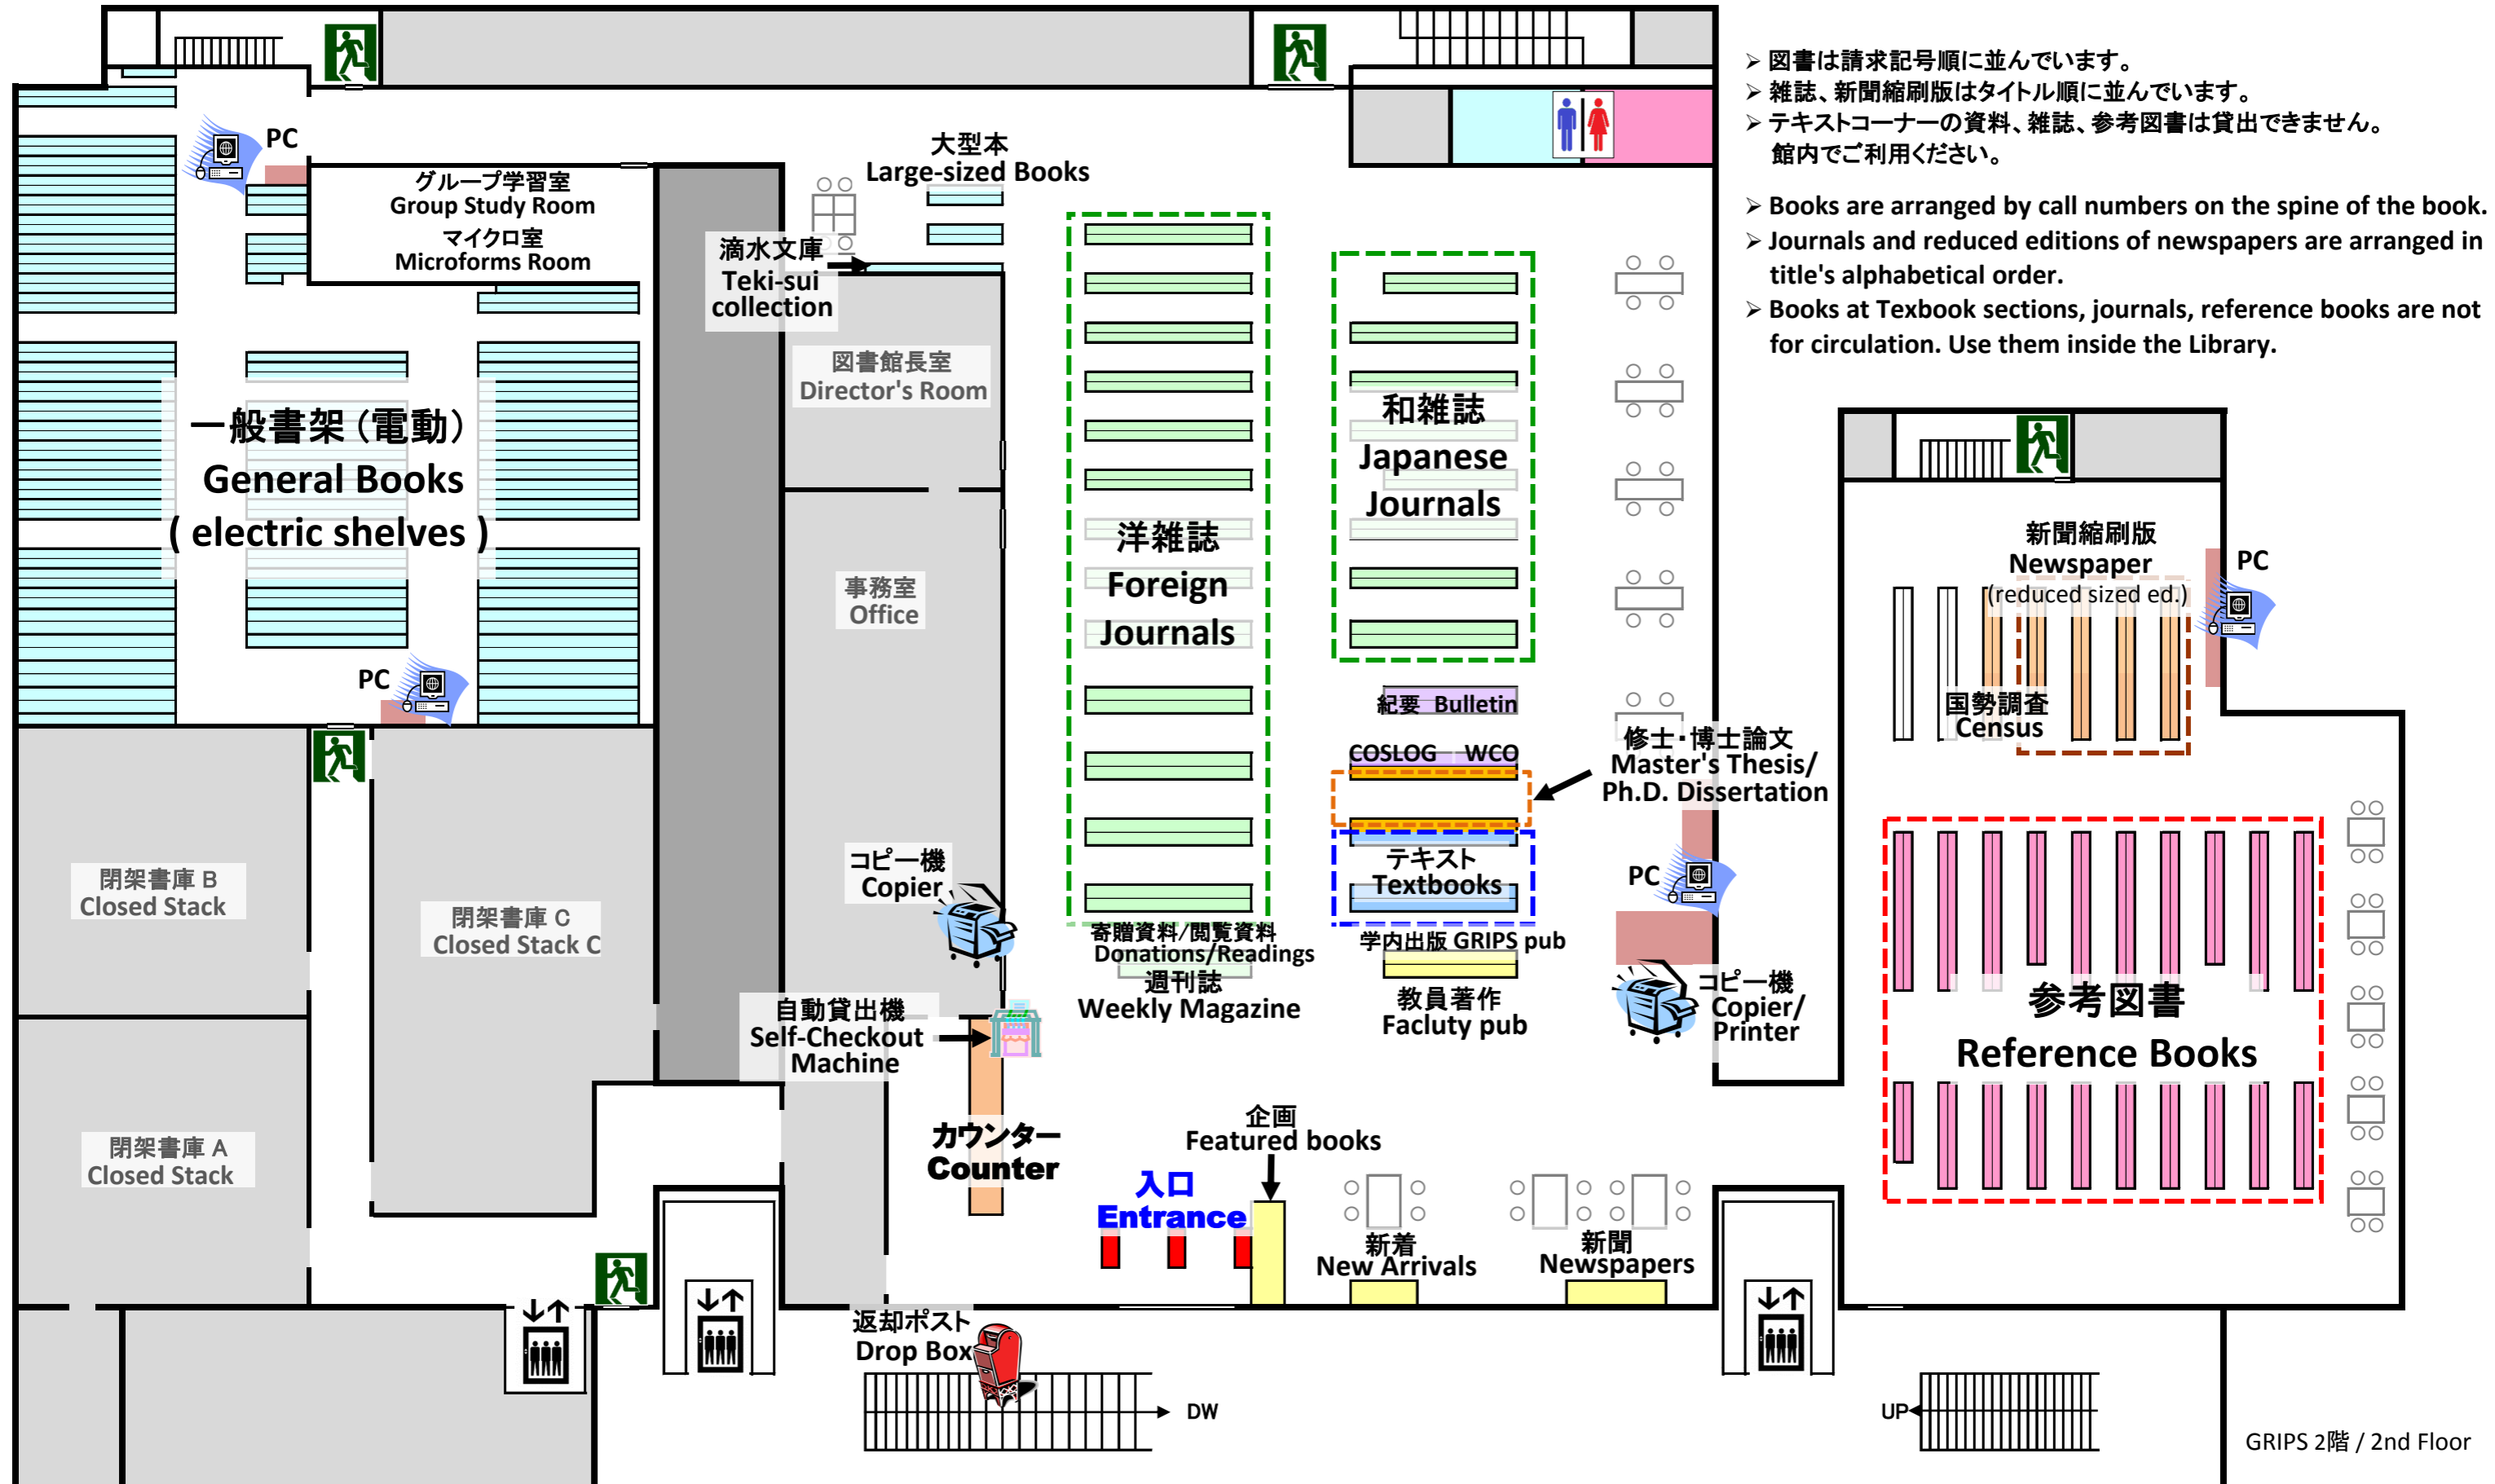 ➢ 図書は請求記号順に並んでいます。
➢ 雑誌、新聞縮刷版はタイトル順に並んでいます。
➢ テキストコーナーの資料、雑誌、参考図書は貸出できません。
館内でご利用ください。
➢ Books are arranged by call numbers on the spine of the book.
➢ Journals and reduced editions of newspapers are arranged in
title's alphabetical order.
➢ Books at Texbook sections, journals, reference books are not
for circulation. Use them inside the Library.
PC
グループ学習室
Group Study Room
マイクロ室
Microforms Room
大型本
Large-sized Books
滴水文庫
Teki-sui
collection
図書館長室
Director's Room
一般書架（電動）
General Books
( electric shelves )
和雑誌
Japanese
Journals
洋雑誌
Foreign
Journals
事務室
Office
新聞縮刷版
Newspaper
(reduced sized ed.)
PC
国勢調査
Census
PC
紀要 Bulletin
COSLOG WCO
修士・博士論文
Master's Thesis/
Ph.D. Dissertation
テキスト
Textbooks
PC
コピー機
Copier
閉架書庫 B
Closed Stack
閉架書庫 C
Closed Stack C
寄贈資料/閲覧資料
Donations/Readings
週刊誌
Weekly Magazine
学内出版 GRIPS pub
教員著作
Facluty pub
コピー機
Copier/
Printer
参考図書
Reference Books
自動貸出機
Self-Checkout
Machine
閉架書庫 A
Closed Stack
カウンター
Counter
企画
Featured books
入口
Entrance
新着
New Arrivals
新聞
Newspapers
返却ポスト
Drop Box
DW
UP
GRIPS 2階 / 2nd Floor